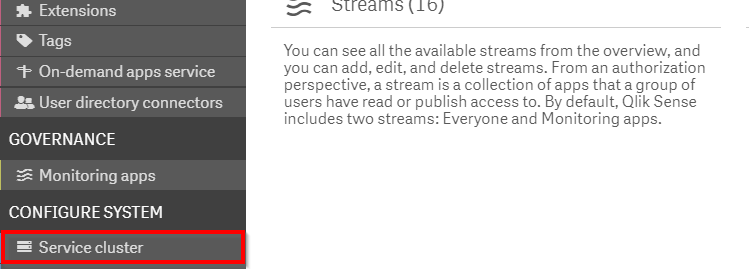 Extensions
Tags
On-demand apps service
User directory connectors
GOVERNANCE
Monitoring apps
CONFIGURE SYSTEM
Service cluster
Streams (16)
You can see all the available streams from the overview, and
you can add, edit, and delete streams. From an authorization
perspective, a stream is a collection of apps that a group of
users have read or publish access to. By default, Qlik Sense
includes two streams: Everyone and Monitoring apps.